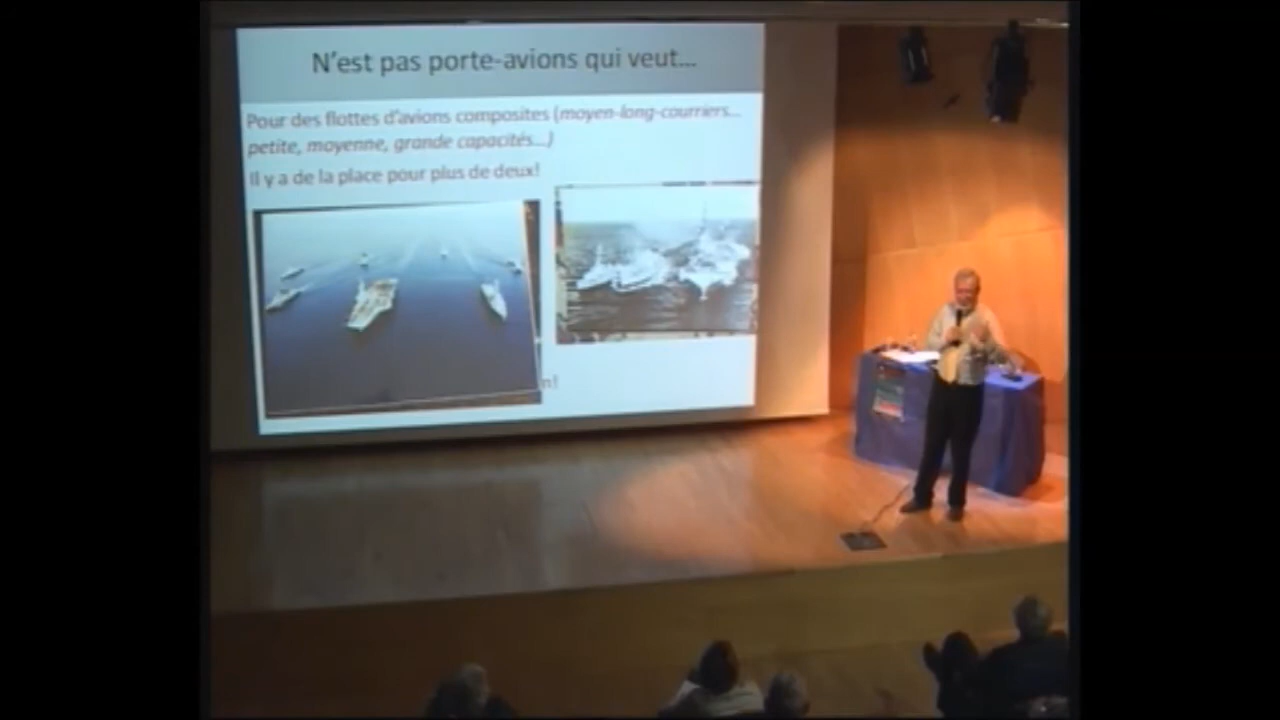 N'est pas porte-avions qui veut...
Pour des flottes d'avions composites (moyen-long-courriers...
petite, moyenne, grande capacités...)
Il y a de la place pour plus de deux!
n!